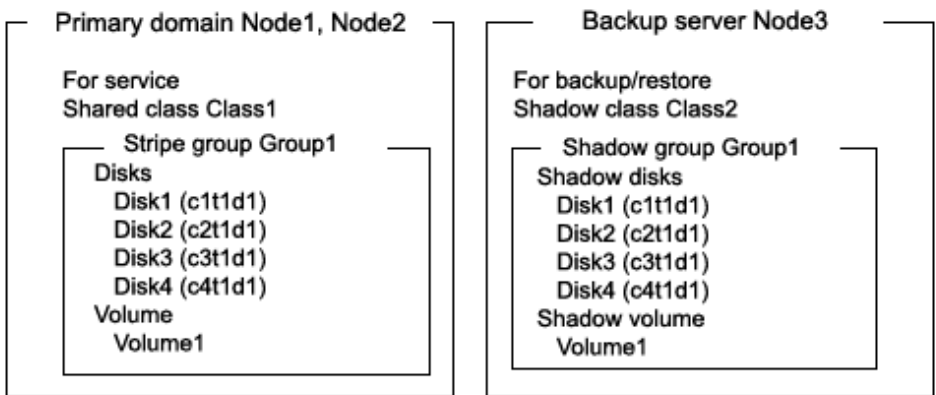 Primary domain Node1, Node2
For service
Shared class Class1
Stripe group Group1
Disks
Disk1 (c1t1d1)
Disk2 (c2t1d1)
Disk3 (c3t1d1)
Disk4 (c4t1d1)
Volume
Volume1
Backup server Node3
For backup/restore
Shadow class Class2
Shadow group Group1
Shadow disks
Disk1 (c1t1d1)
Disk2 (c2t1d1)
Disk3 (c3t1d1)
Disk4 (c4t1d1)
Shadow volume
Volume1